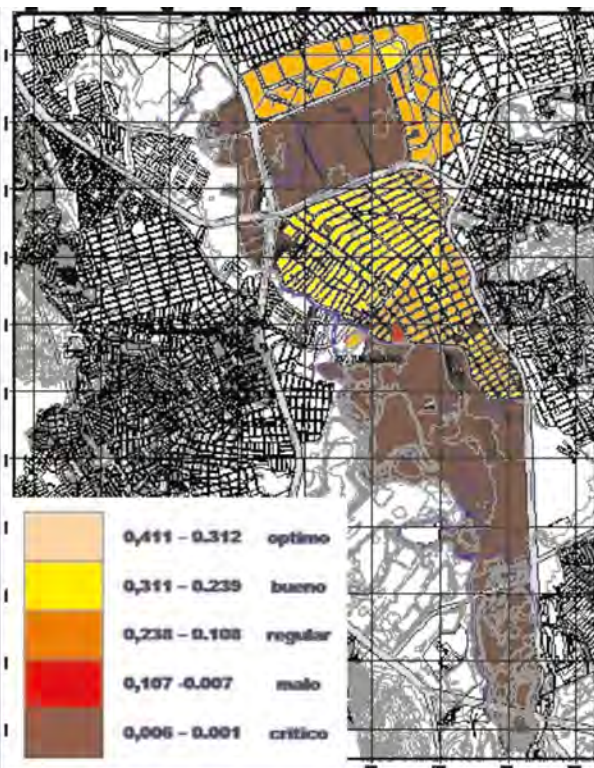 0,411 – 0.312 optimo
0,311 – 0.239 bueno
0,238 – 0.108 regular
0,107 -0.007 malo
0,006 – 0.001 critico